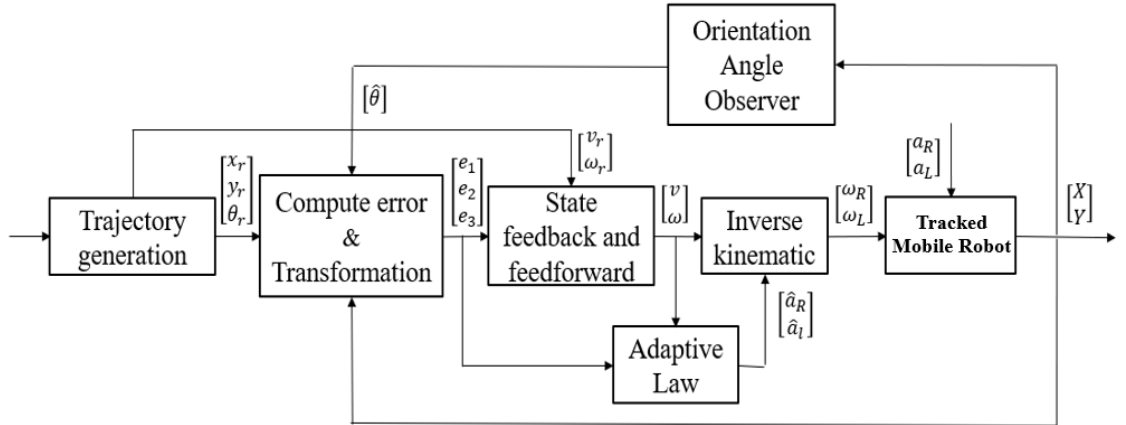 Orientation
Angle
Observer
[θ̂]
[v_r
ω_r]
[a_R
a_L]
[x_r
y_r
θ_r]
[e_1
e_2
e_3]
[v
ω]
[ω_R
ω_L]
[X
Y]
Trajectory
generation
Compute error
&
Transformation
State
feedback and
feedforward
Inverse
kinematic
Tracked
Mobile Robot
[â_R
â_l]
Adaptive
Law